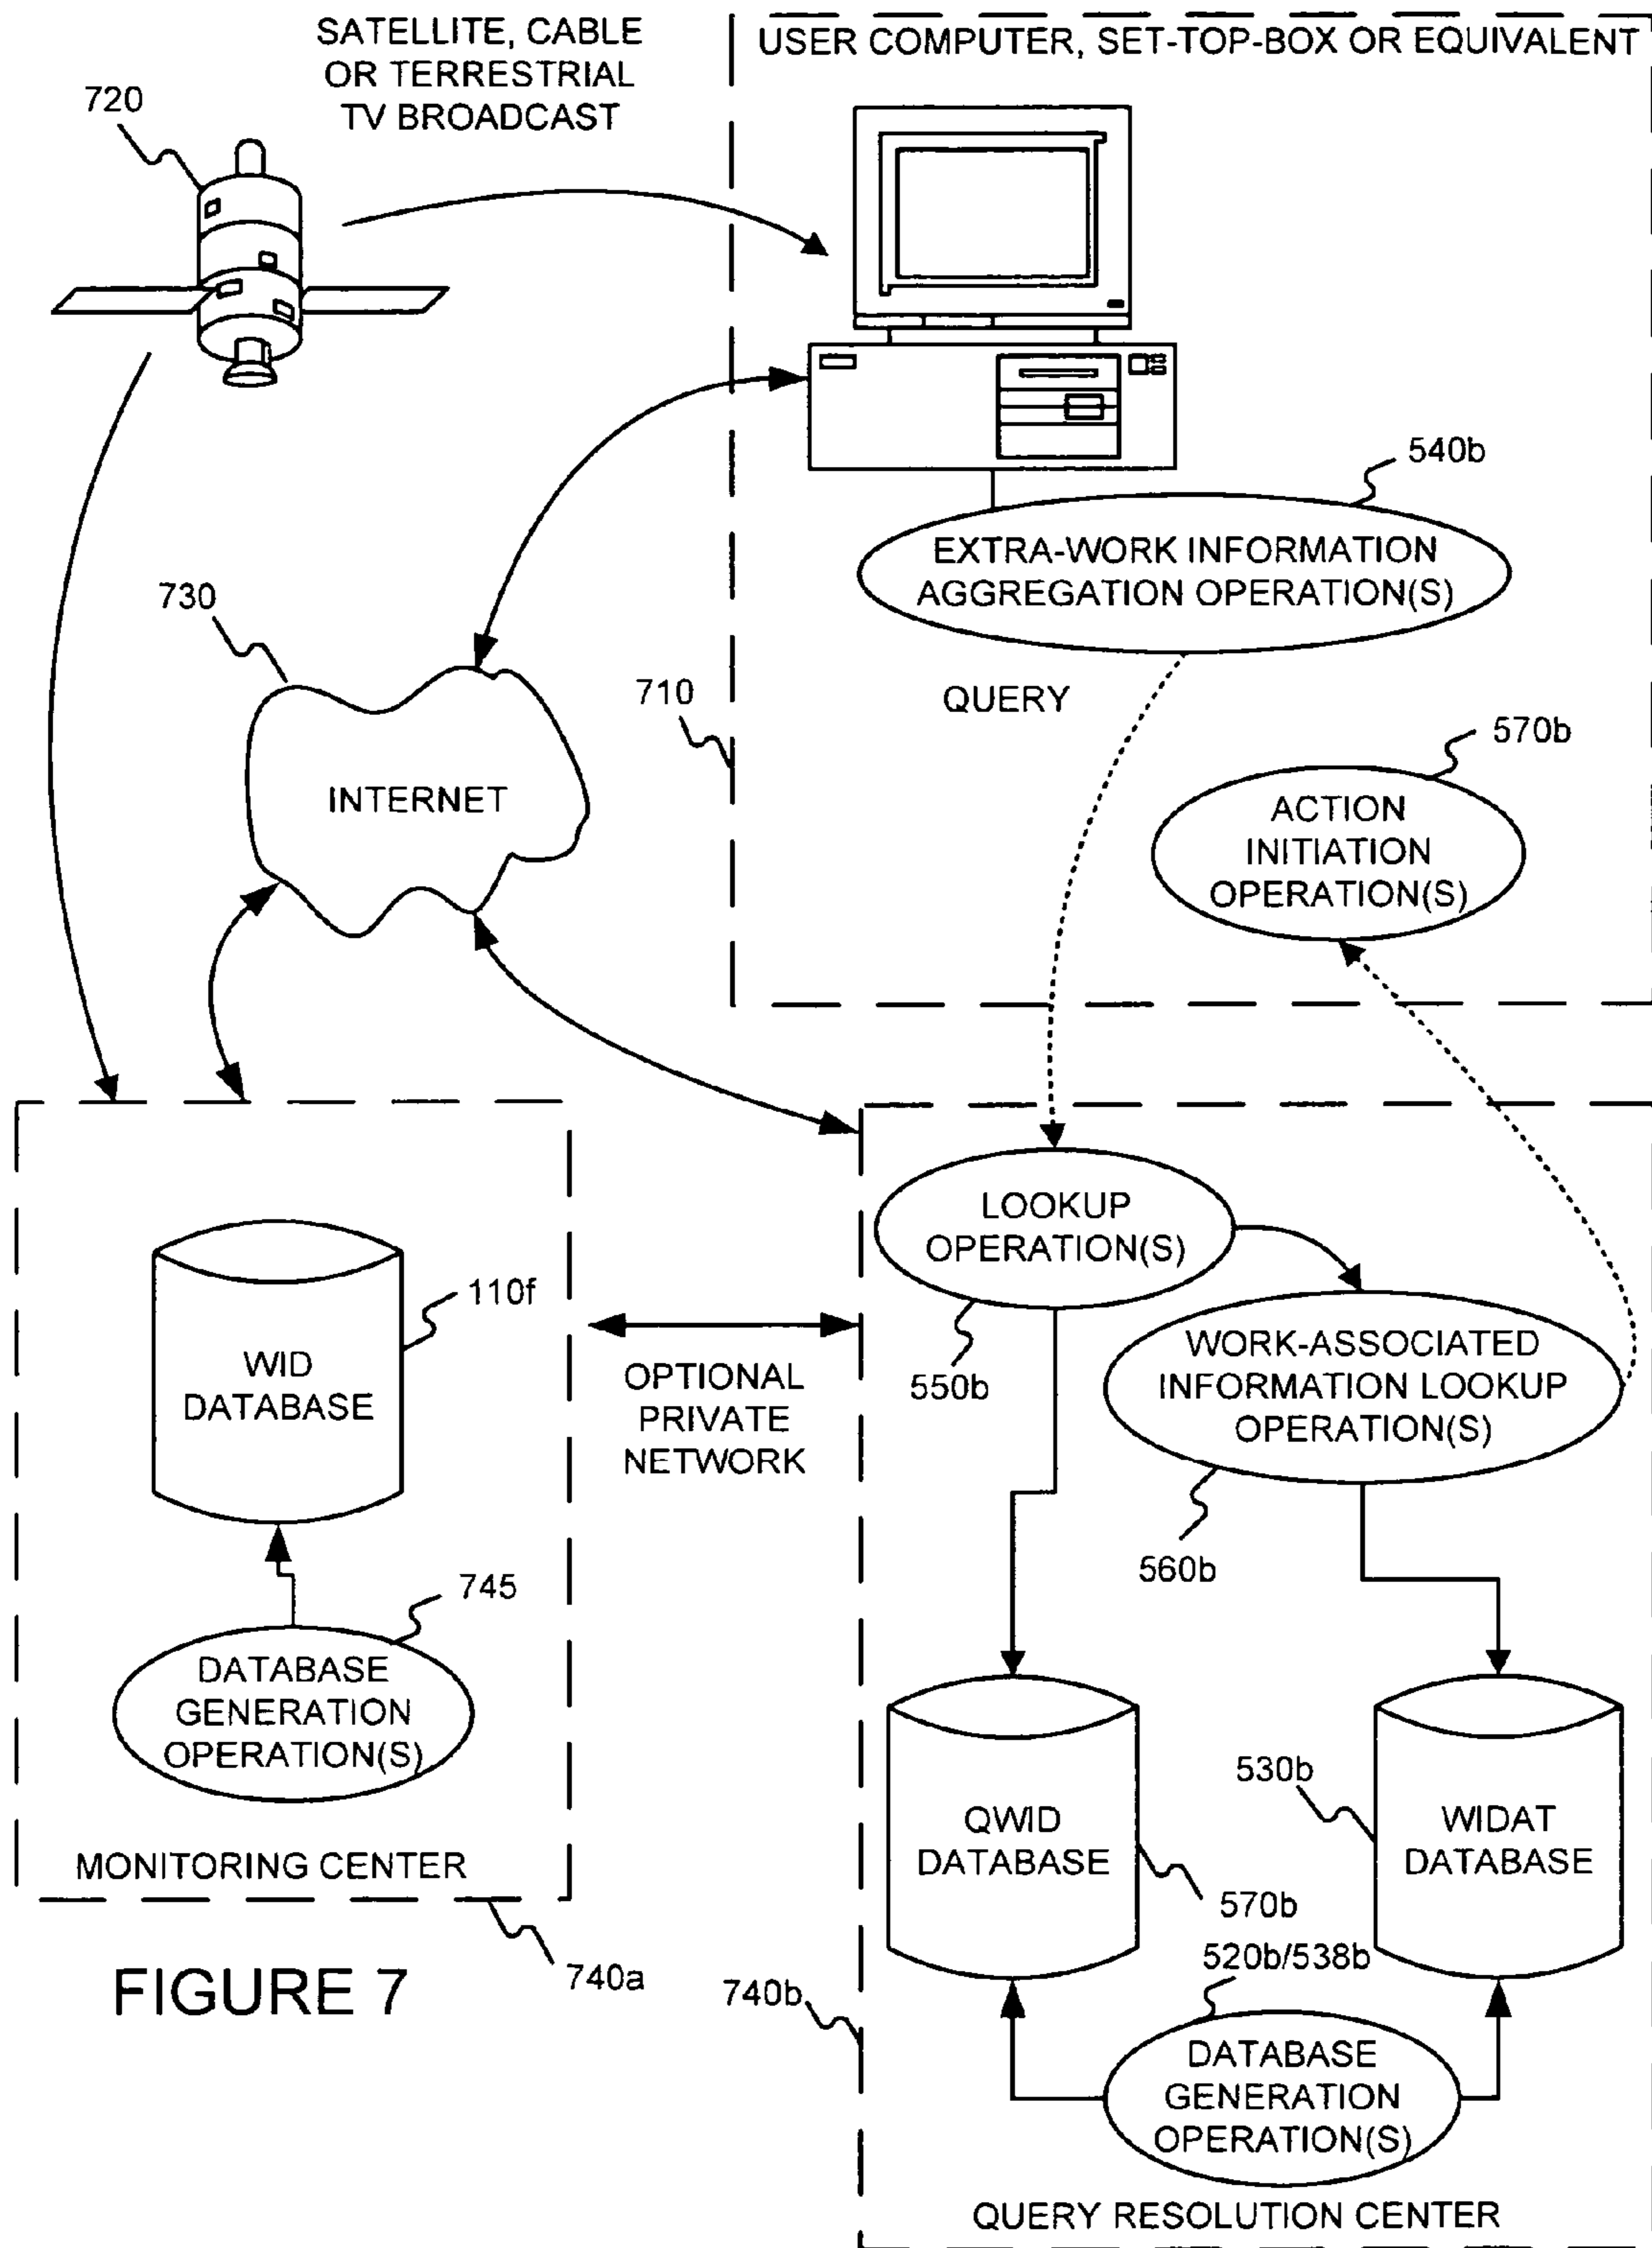 SATELLITE, CABLE
OR TERRESTRIAL
TV BROADCAST
USER COMPUTER, SET-TOP-BOX OR EQUIVALENT
720
540b
EXTRA-WORK INFORMATION
AGGREGATION OPERATION(S)
730
710
QUERY
570b
INTERNET
ACTION
INITIATION
OPERATION(S)
LOOKUP
OPERATION(S)
110f
WID
DATABASE
OPTIONAL
PRIVATE
NETWORK
550b
WORK-ASSOCIATED
INFORMATION LOOKUP
OPERATION(S)
560b
745
DATABASE
GENERATION
OPERATION(S)
MONITORING CENTER
740a
FIGURE 7
QWID
DATABASE
570b
530b
WIDAT
DATABASE
520b/538b
740b
DATABASE
GENERATION
OPERATION(S)
QUERY RESOLUTION CENTER